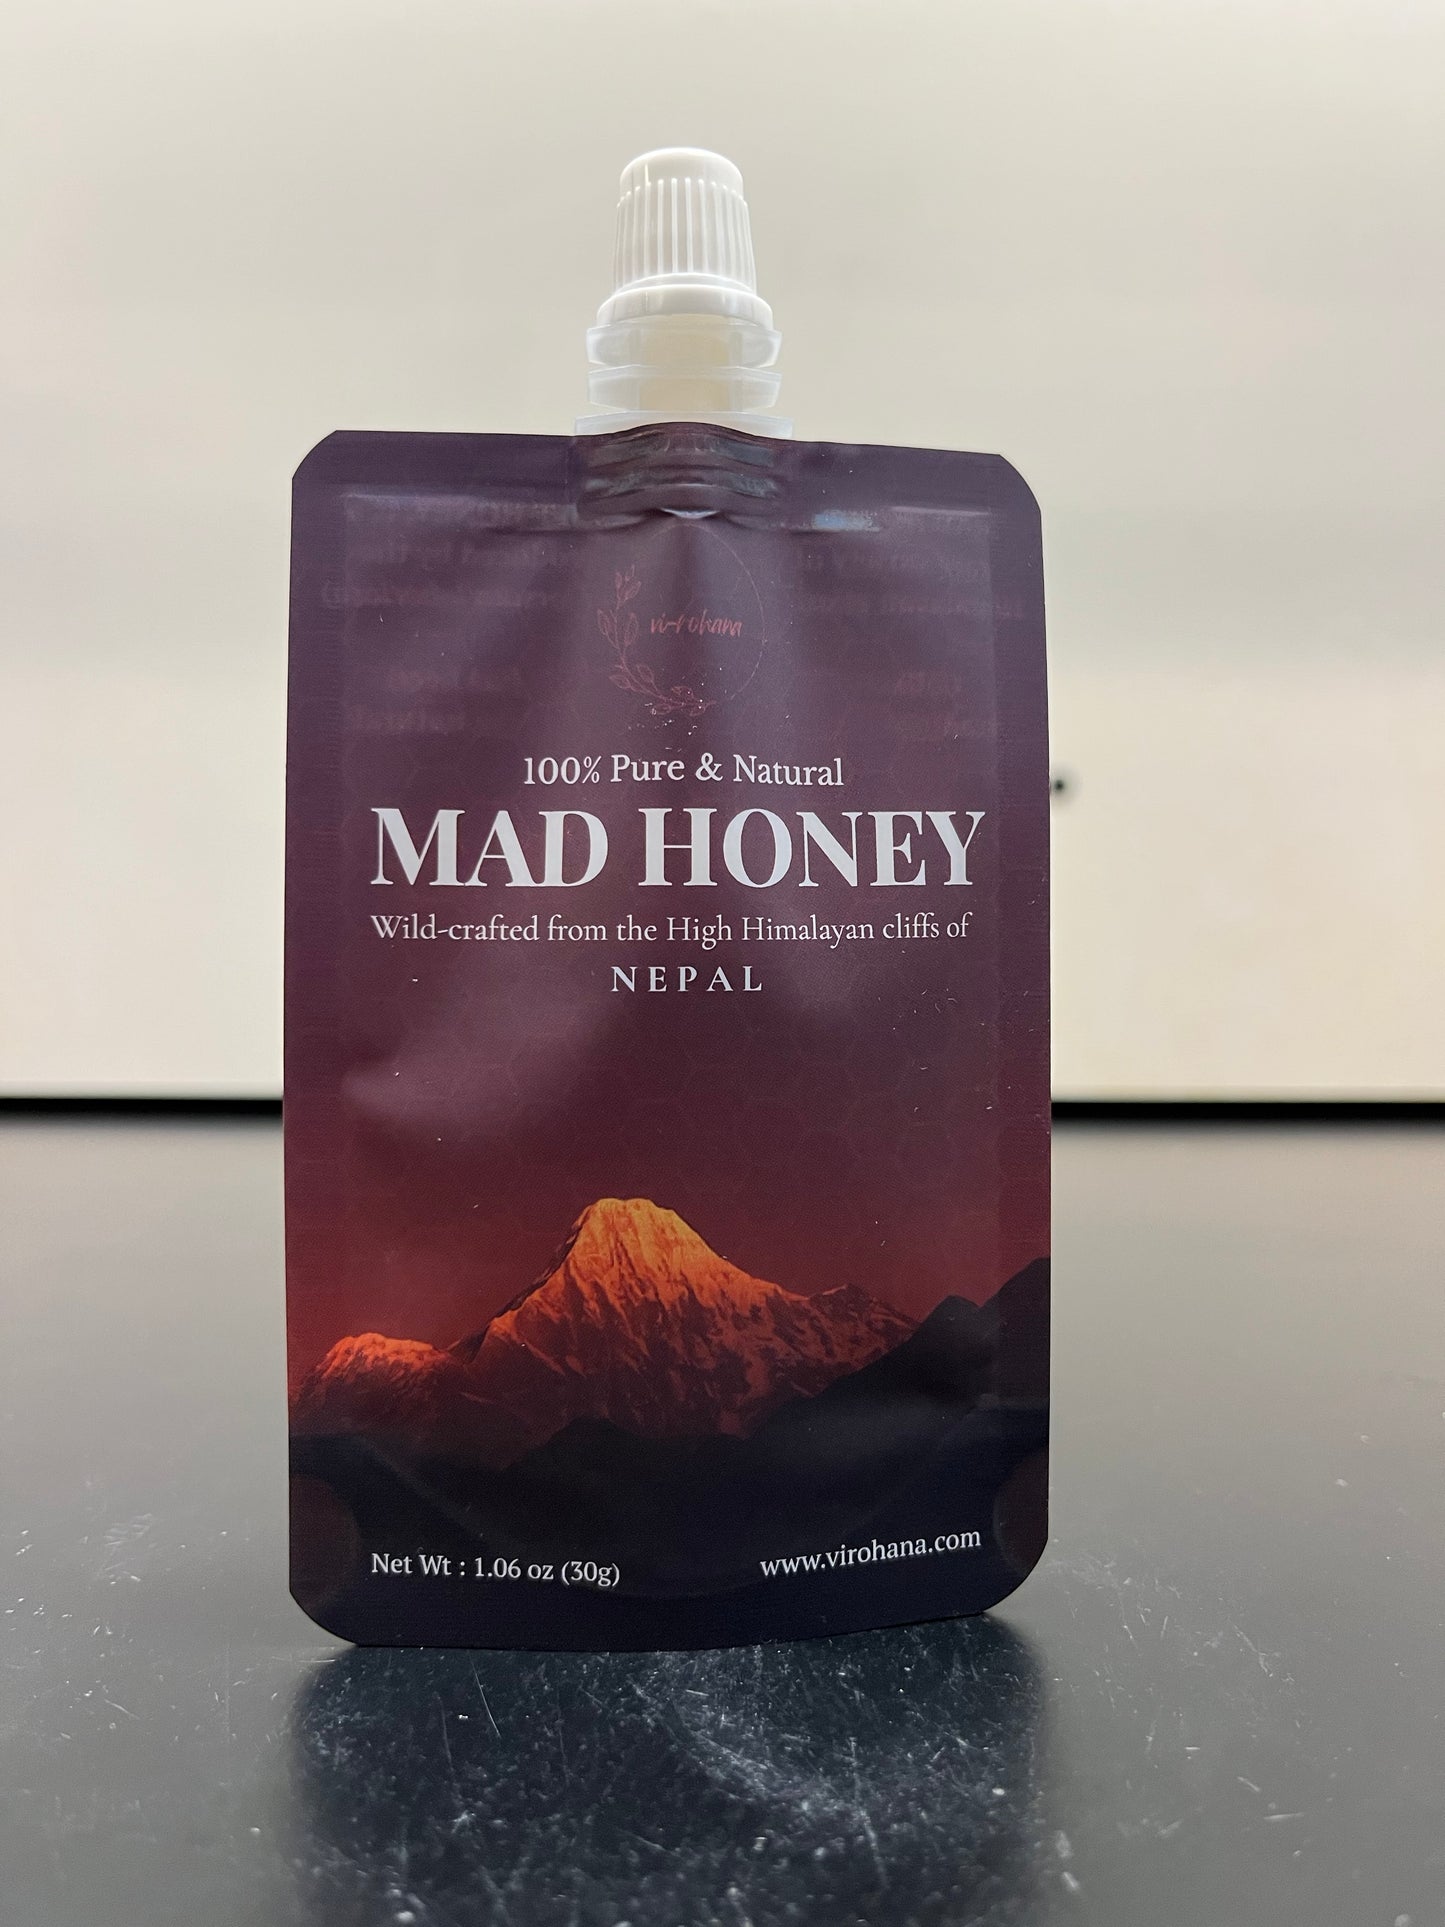 vi-rohana
100% Pure & Natural
MAD HONEY
Wild-crafted from the High Himalayan cliffs of
NEPAL
Net Wt : 1.06 oz (30g)
www.virohana.com